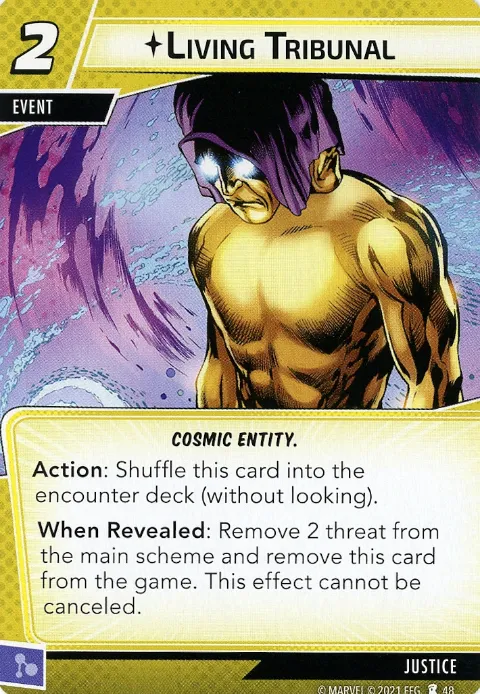 2
LIVING TRIBUNAL
EVENT
COSMIC ENTITY.
Action: Shuffle this card into the
encounter deck (without looking).
When Revealed: Remove 2 threat from
the main scheme and remove this card
from the game. This effect cannot be
canceled.
JUSTICE
© MARVEL © 2021 FFG 48